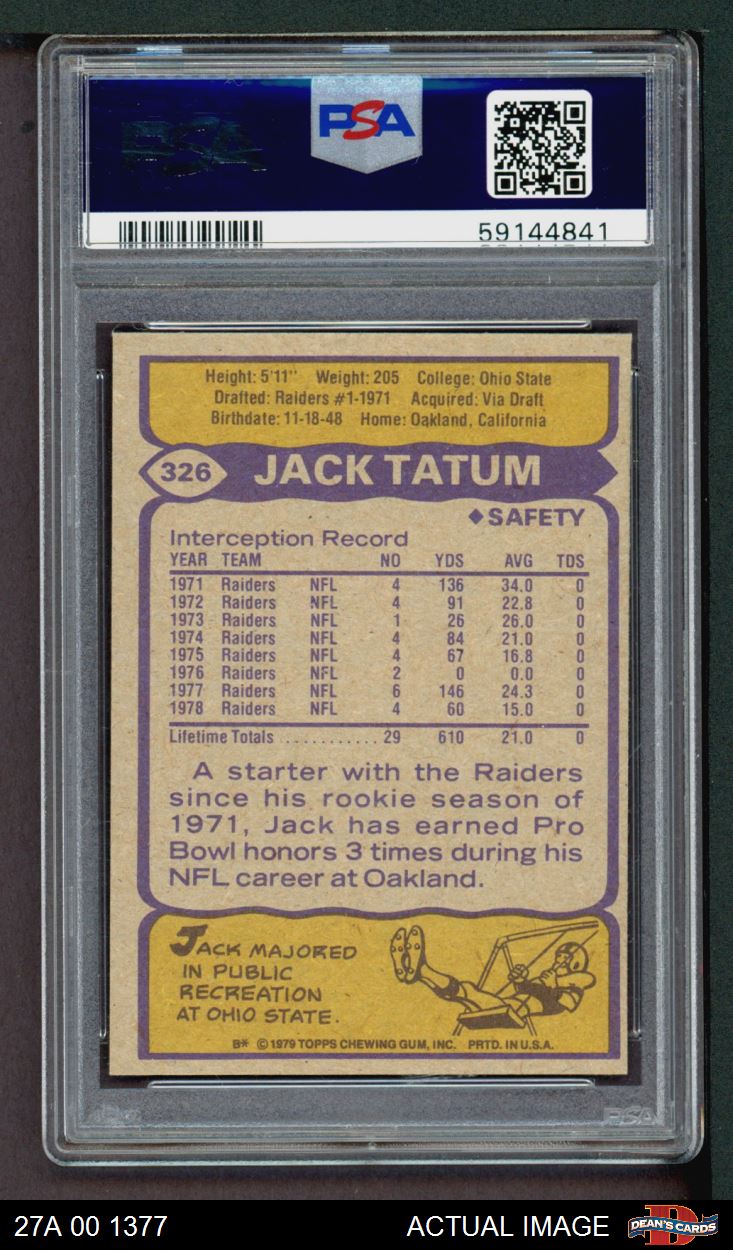 PSA
59144841
Height: 5'11" Weight: 205 College: Ohio State
Drafted: Raiders #1-1971 Acquired: Via Draft
Birthdate: 11-18-48 Home: Oakland, California
326 JACK TATUM
◆SAFETY
Interception Record
YEAR TEAM NO YDS AVG TDS
1971 Raiders NFL 4 136 34.0 0
1972 Raiders NFL 4 91 22.8 0
1973 Raiders NFL 1 26 26.0 0
1974 Raiders NFL 4 84 21.0 0
1975 Raiders NFL 4 67 16.8 0
1976 Raiders NFL 2 0 0.0 0
1977 Raiders NFL 6 146 24.3 0
1978 Raiders NFL 4 60 15.0 0
Lifetime Totals ............ 29 610 21.0 0
A starter with the Raiders
since his rookie season of
1971, Jack has earned Pro
Bowl honors 3 times during his
NFL career at Oakland.
JACK MAJORED
IN PUBLIC
RECREATION
AT OHIO STATE.
B* © 1979 TOPPS CHEWING GUM, INC. PRTD. IN U.S.A.
PSA
27A 00 1377 ACTUAL IMAGE DEAN'S CARDS